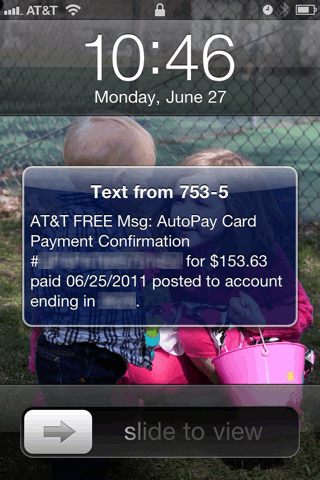 AT&T
10:46
Monday, June 27
Text from 753-5
AT&T FREE Msg: AutoPay Card
Payment Confirmation
# for $153.63
paid 06/25/2011 posted to account
ending in .
slide to view